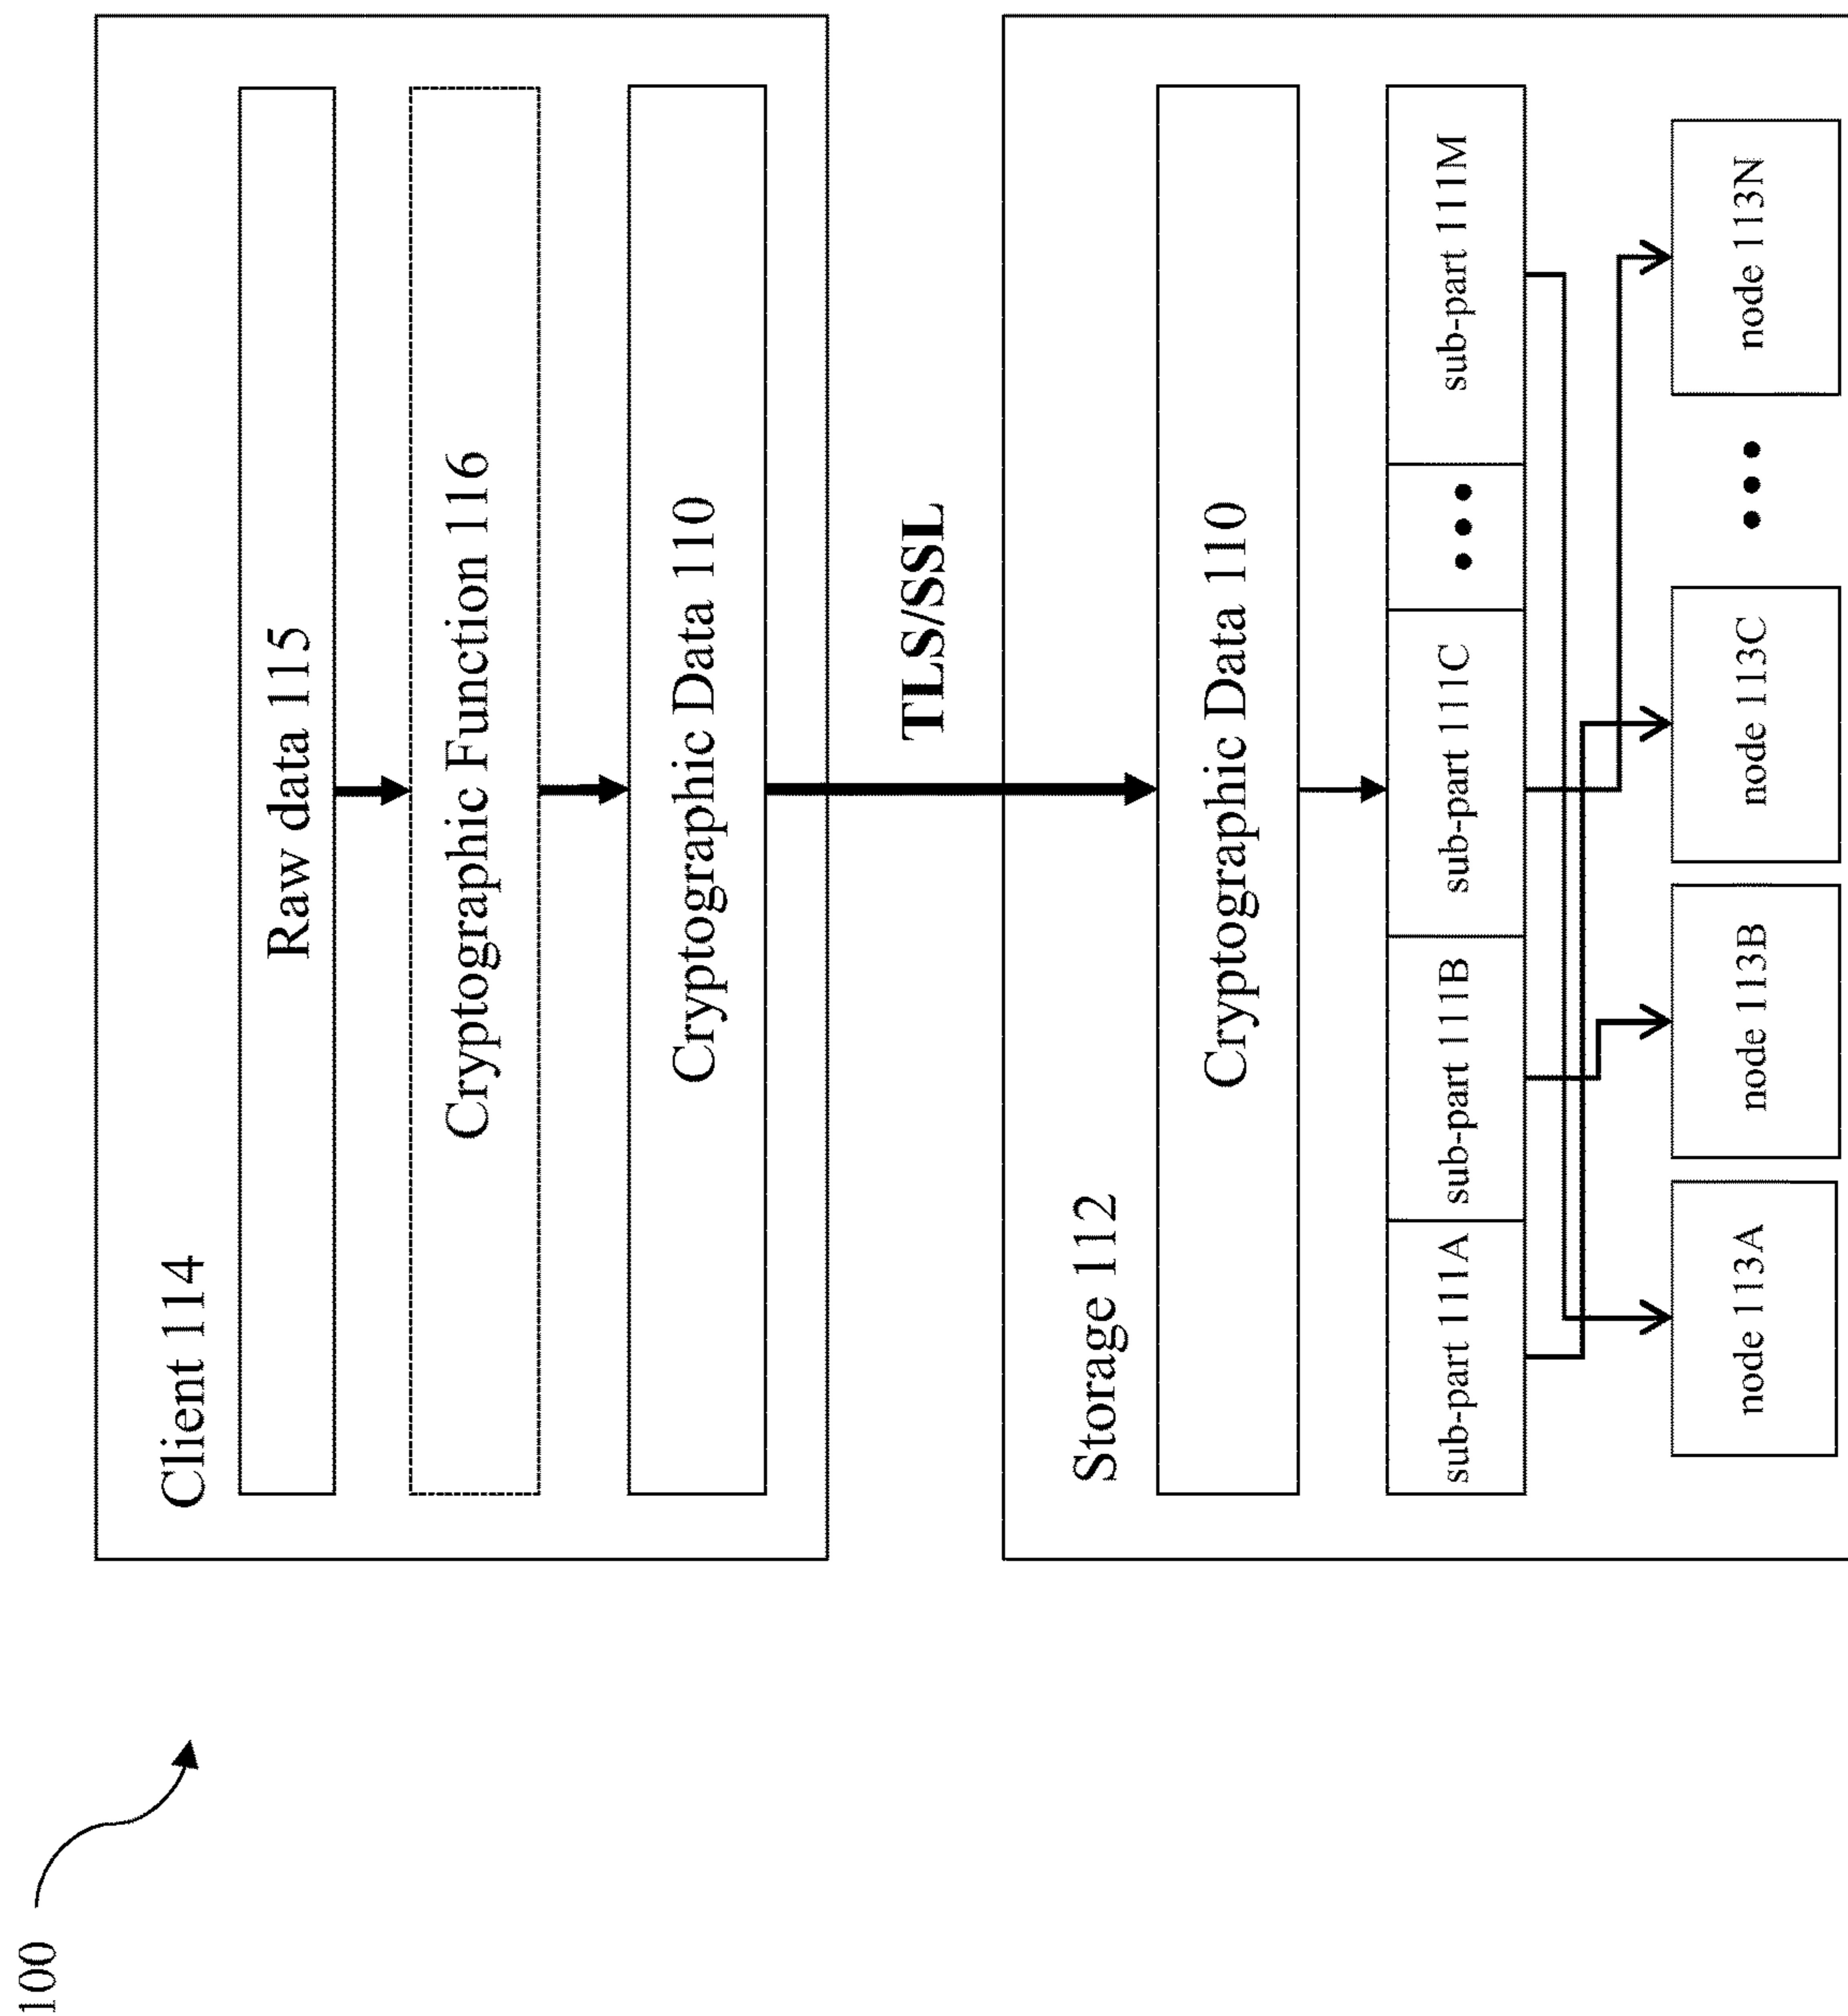 100
Client 114
Raw data 115
Cryptographic Function 116
Cryptographic Data 110
TLS/SSL
Storage 112
Cryptographic Data 110
sub-part 111A
sub-part 111B
sub-part 111C
• • •
sub-part 111M
node 113A
node 113B
node 113C
• • •
node 113N